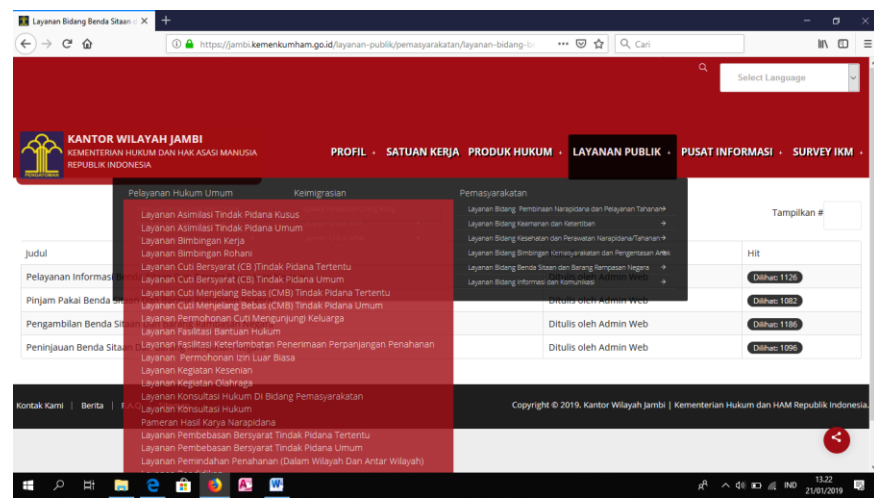 Layanan Bidang Benda Sitaan d
https://jambi.kemenkumham.go.id/layanan-publik/pemasyarakatan/layanan-bidang-be
Cari
Select Language
KANTOR WILAYAH JAMBI
KEMENTERIAN HUKUM DAN HAK ASASI MANUSIA
REPUBLIK INDONESIA
PENGAYOMAN
PROFIL + SATUAN KERJA PRODUK HUKUM + LAYANAN PUBLIK + PUSAT INFORMASI + SURVEY IKM +
Pelayanan Hukum Umum Keimigrasian Pemasyarakatan
Layanan Bidang Pembinaan Narapidana dan Pelayanan Tahanan
Layanan Bidang Keamanan dan Ketertiban
Layanan Bidang Kesehatan dan Perawatan Narapidana/Tahanan
Layanan Bidang Bimbingan Kemasyarakatan dan Pengentasan Anak
Layanan Bidang Benda Sitaan dan Barang Rampasan Negara
Layanan Bidang Informasi dan Komunikasi
Layanan Asimilasi Tindak Pidana Kusus
Layanan Asimilasi Tindak Pidana Umum
Layanan Bimbingan Kerja
Layanan Bimbingan Rohani
Layanan Cuti Bersyarat (CB )Tindak Pidana Tertentu
Layanan Cuti Bersyarat (CB) Tindak Pidana Umum
Layanan Cuti Menjelang Bebas (CMB) Tindak Pidana Tertentu
Layanan Cuti Menjelang Bebas (CMB) Tindak Pidana Umum
Layanan Permohonan Cuti Mengunjungi Keluarga
Layanan Fasilitasi Bantuan Hukum
Layanan Fasilitasi Keterlambatan Penerimaan Perpanjangan Penahanan
Layanan Permohonan Izin Luar Biasa
Layanan Kegiatan Kesenian
Layanan Kegiatan Olahraga
Layanan Konsultasi Hukum Di Bidang Pemasyarakatan
Layanan Konsultasi Hukum
Pameran Hasil Karya Narapidana
Layanan Pembebasan Bersyarat Tindak Pidana Tertentu
Layanan Pembebasan Bersyarat Tindak Pidana Umum
Layanan Pemindahan Penahanan (Dalam Wilayah Dan Antar Wilayah)
Tampilkan #
Judul Hit
Pelayanan Informasi Ditulis oleh Admin Web Dilihat: 1126
Pinjam Pakai Benda Ditulis oleh Admin Web Dilihat: 1082
Pengambilan Benda Sitaan Ditulis oleh Admin Web Dilihat: 1186
Peninjauan Benda Sitaan Ditulis oleh Admin Web Dilihat: 1096
Kontak Kami | Berita |
Copyright © 2019. Kantor Wilayah Jambi | Kementerian Hukum dan HAM Republik Indonesia.
IND
13.22
21/01/2019